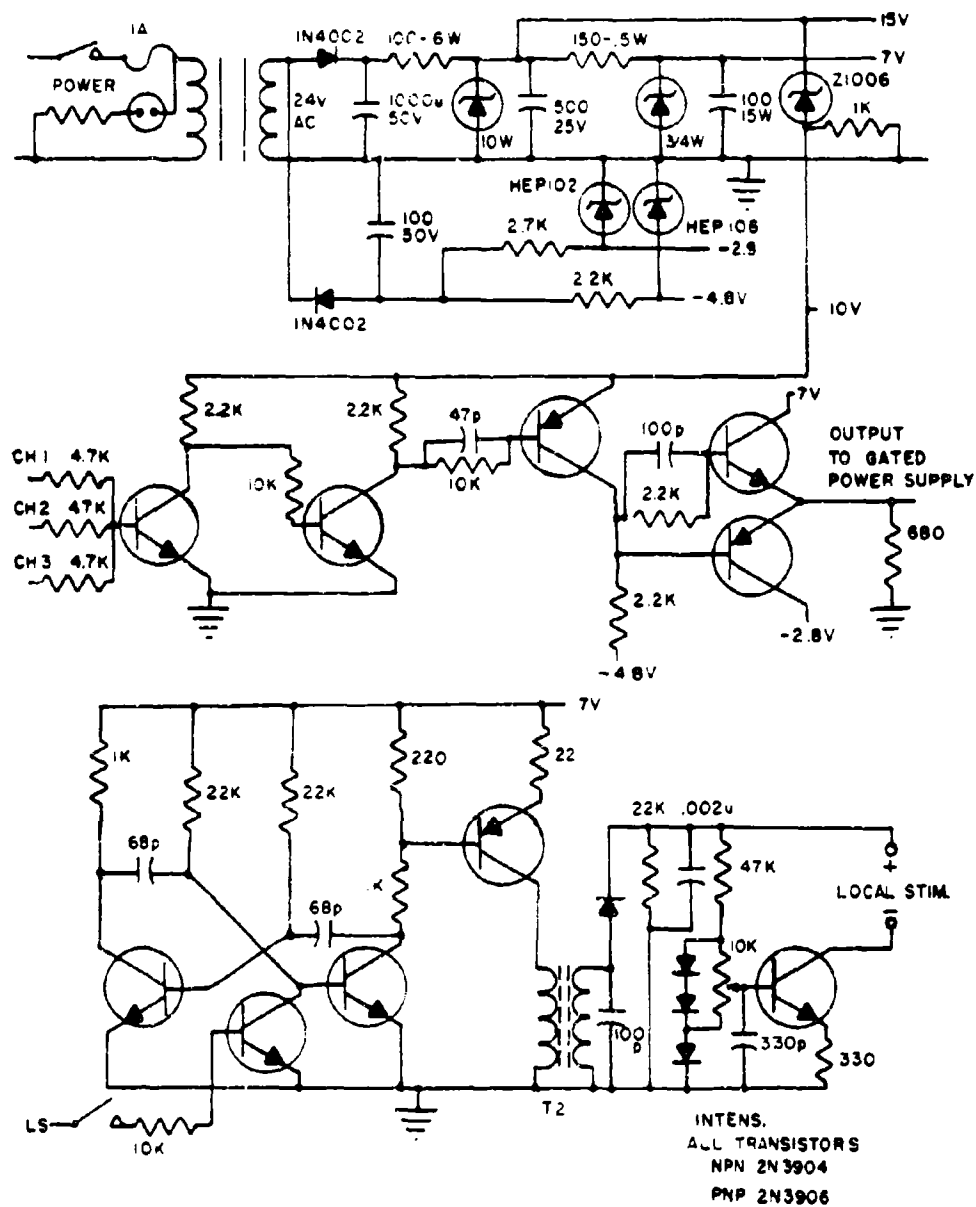 1A
POWER
24V
AC
1N4002
100-6W
1000u
50V
10W
500
25V
150-.5W
3/4W
100
15W
15V
7V
Z1006
1K
HEP102
HEP106
100
50V
2.7K
-2.8
2.2K
-4.8V
1N4002
10V
2.2K
2.2K
47p
10K
10K
CH1 4.7K
CH2 47K
CH3 4.7K
100p
2.2K
7V
OUTPUT
TO GATED
POWER SUPPLY
680
2.2K
-4.8V
-2.8V
7V
1K
22K
22K
220
22
68p
68p
K
22K .002u
47K
LOCAL STIM.
+
-
10K
100
p
330p
330
T2
LS
10K
INTENS.
ALL TRANSISTORS
NPN 2N3904
PNP 2N3906